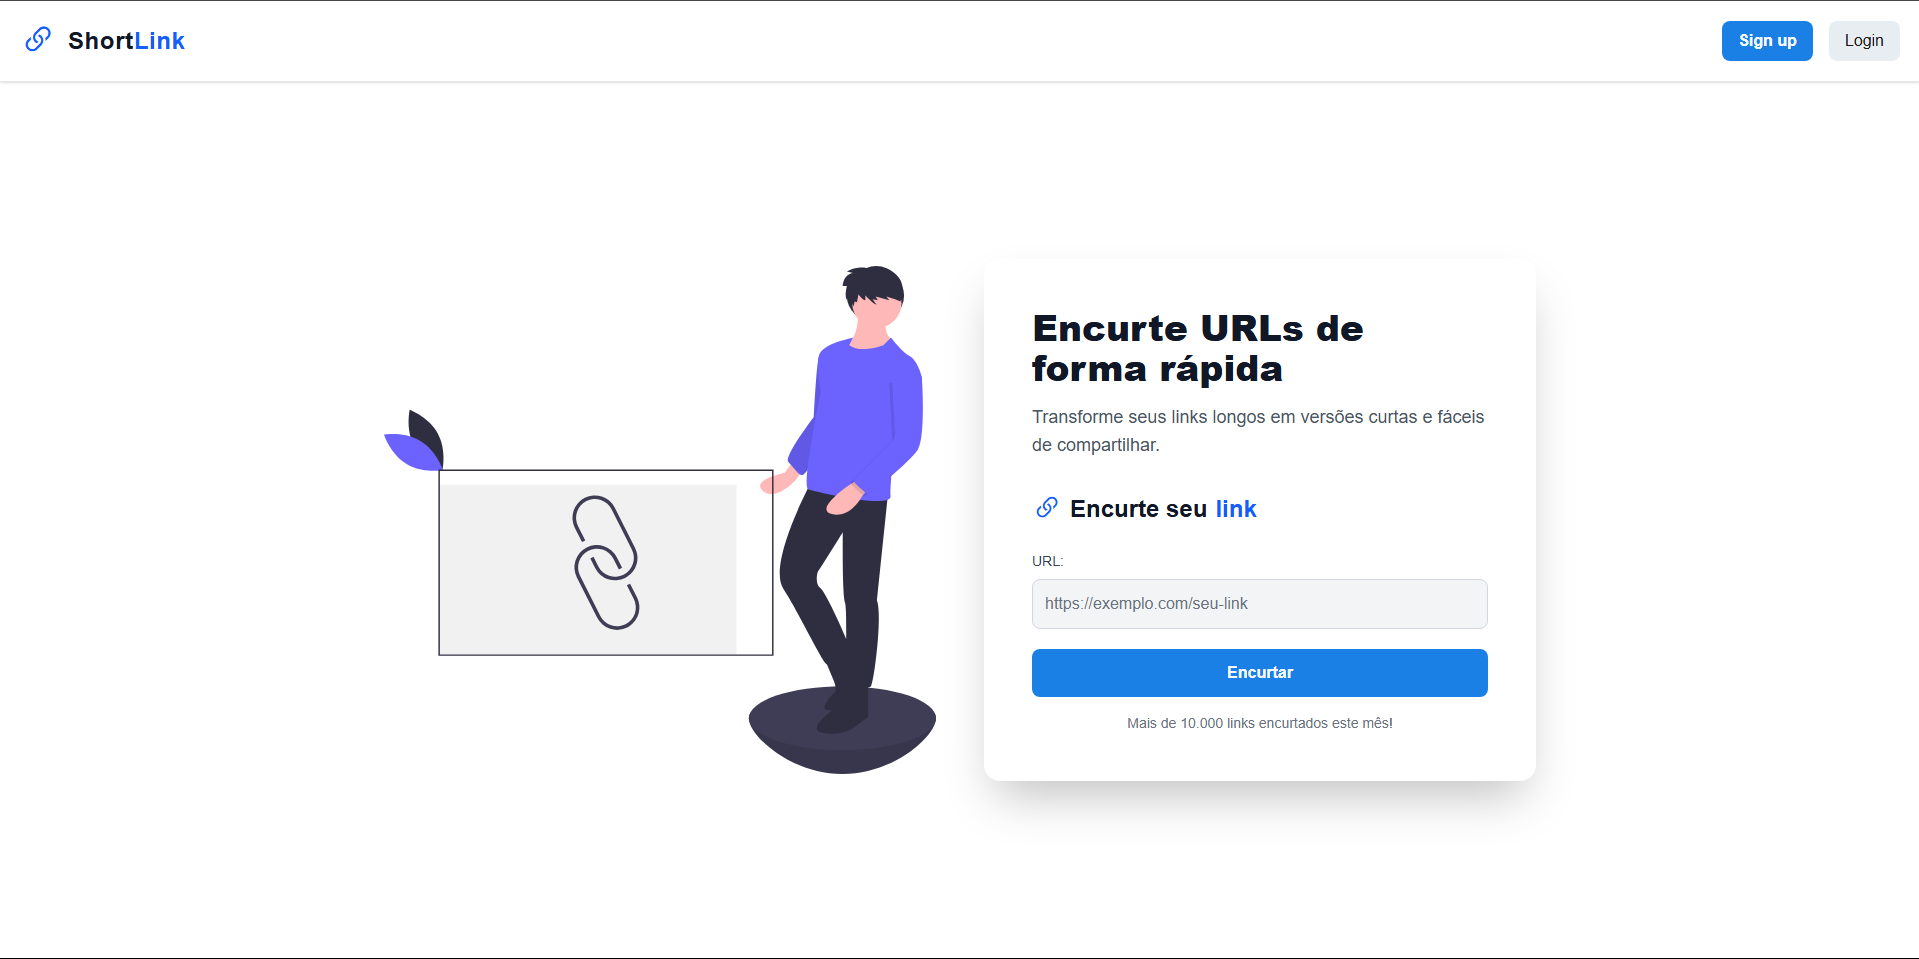 ShortLink
Sign up
Login
Encurte URLs de
forma rápida
Transforme seus links longos em versões curtas e fáceis
de compartilhar.
Encurte seu link
URL:
https://exemplo.com/seu-link
Encurtar
Mais de 10.000 links encurtados este mês!